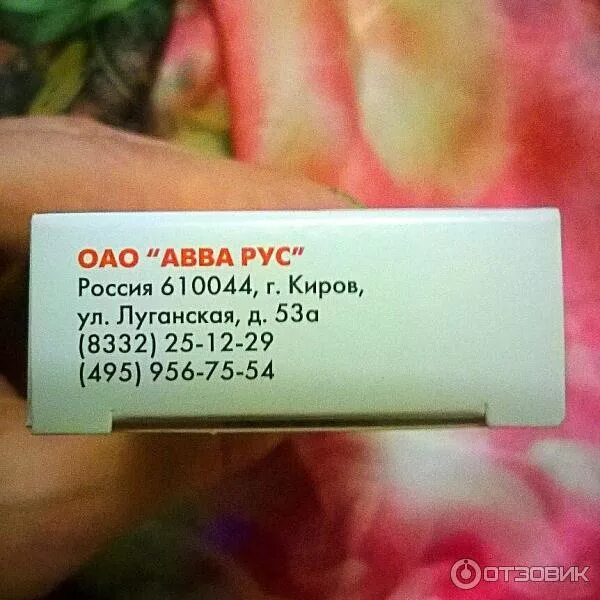 ОАО "АВВА РУС"
Россия 610044, г. Киров,
ул. Луганская, д. 53а
(8332) 25-12-29
(495) 956-75-54
ОТЗОВИК